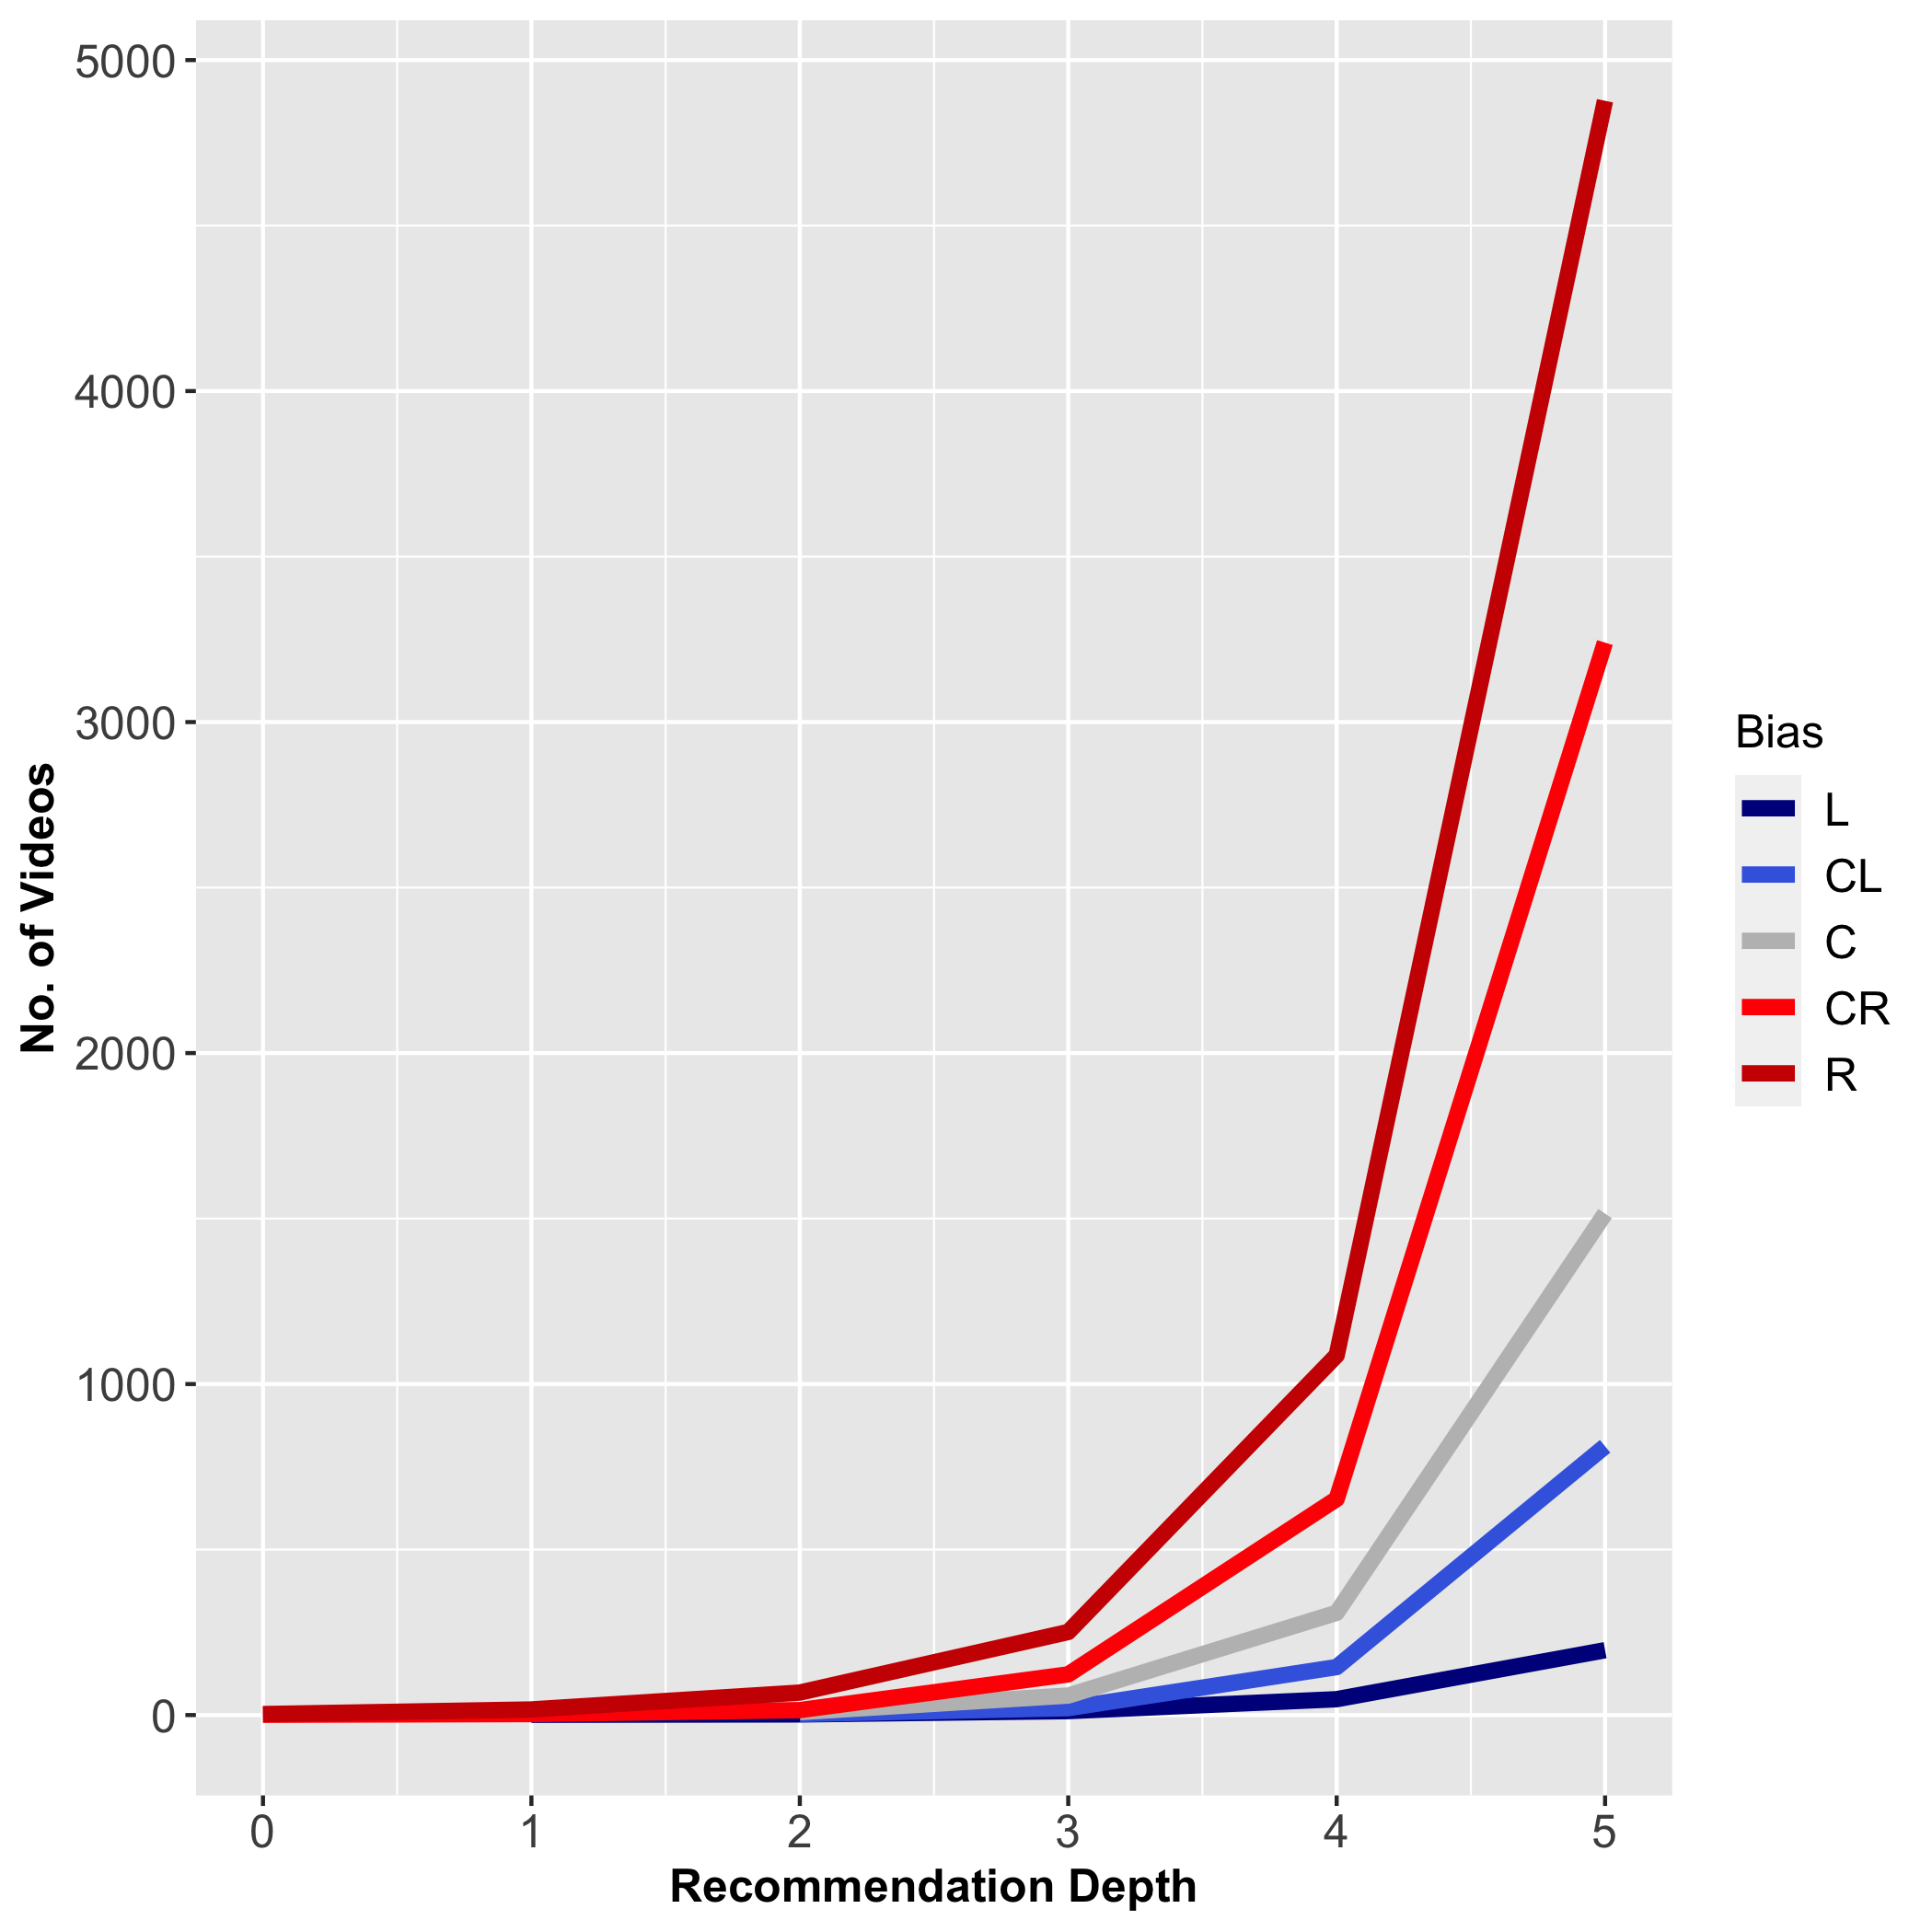 5000
4000
3000
2000
1000
0
No. of Videos
0 1 2 3 4 5
Recommendation Depth
Bias
L
CL
C
CR
R